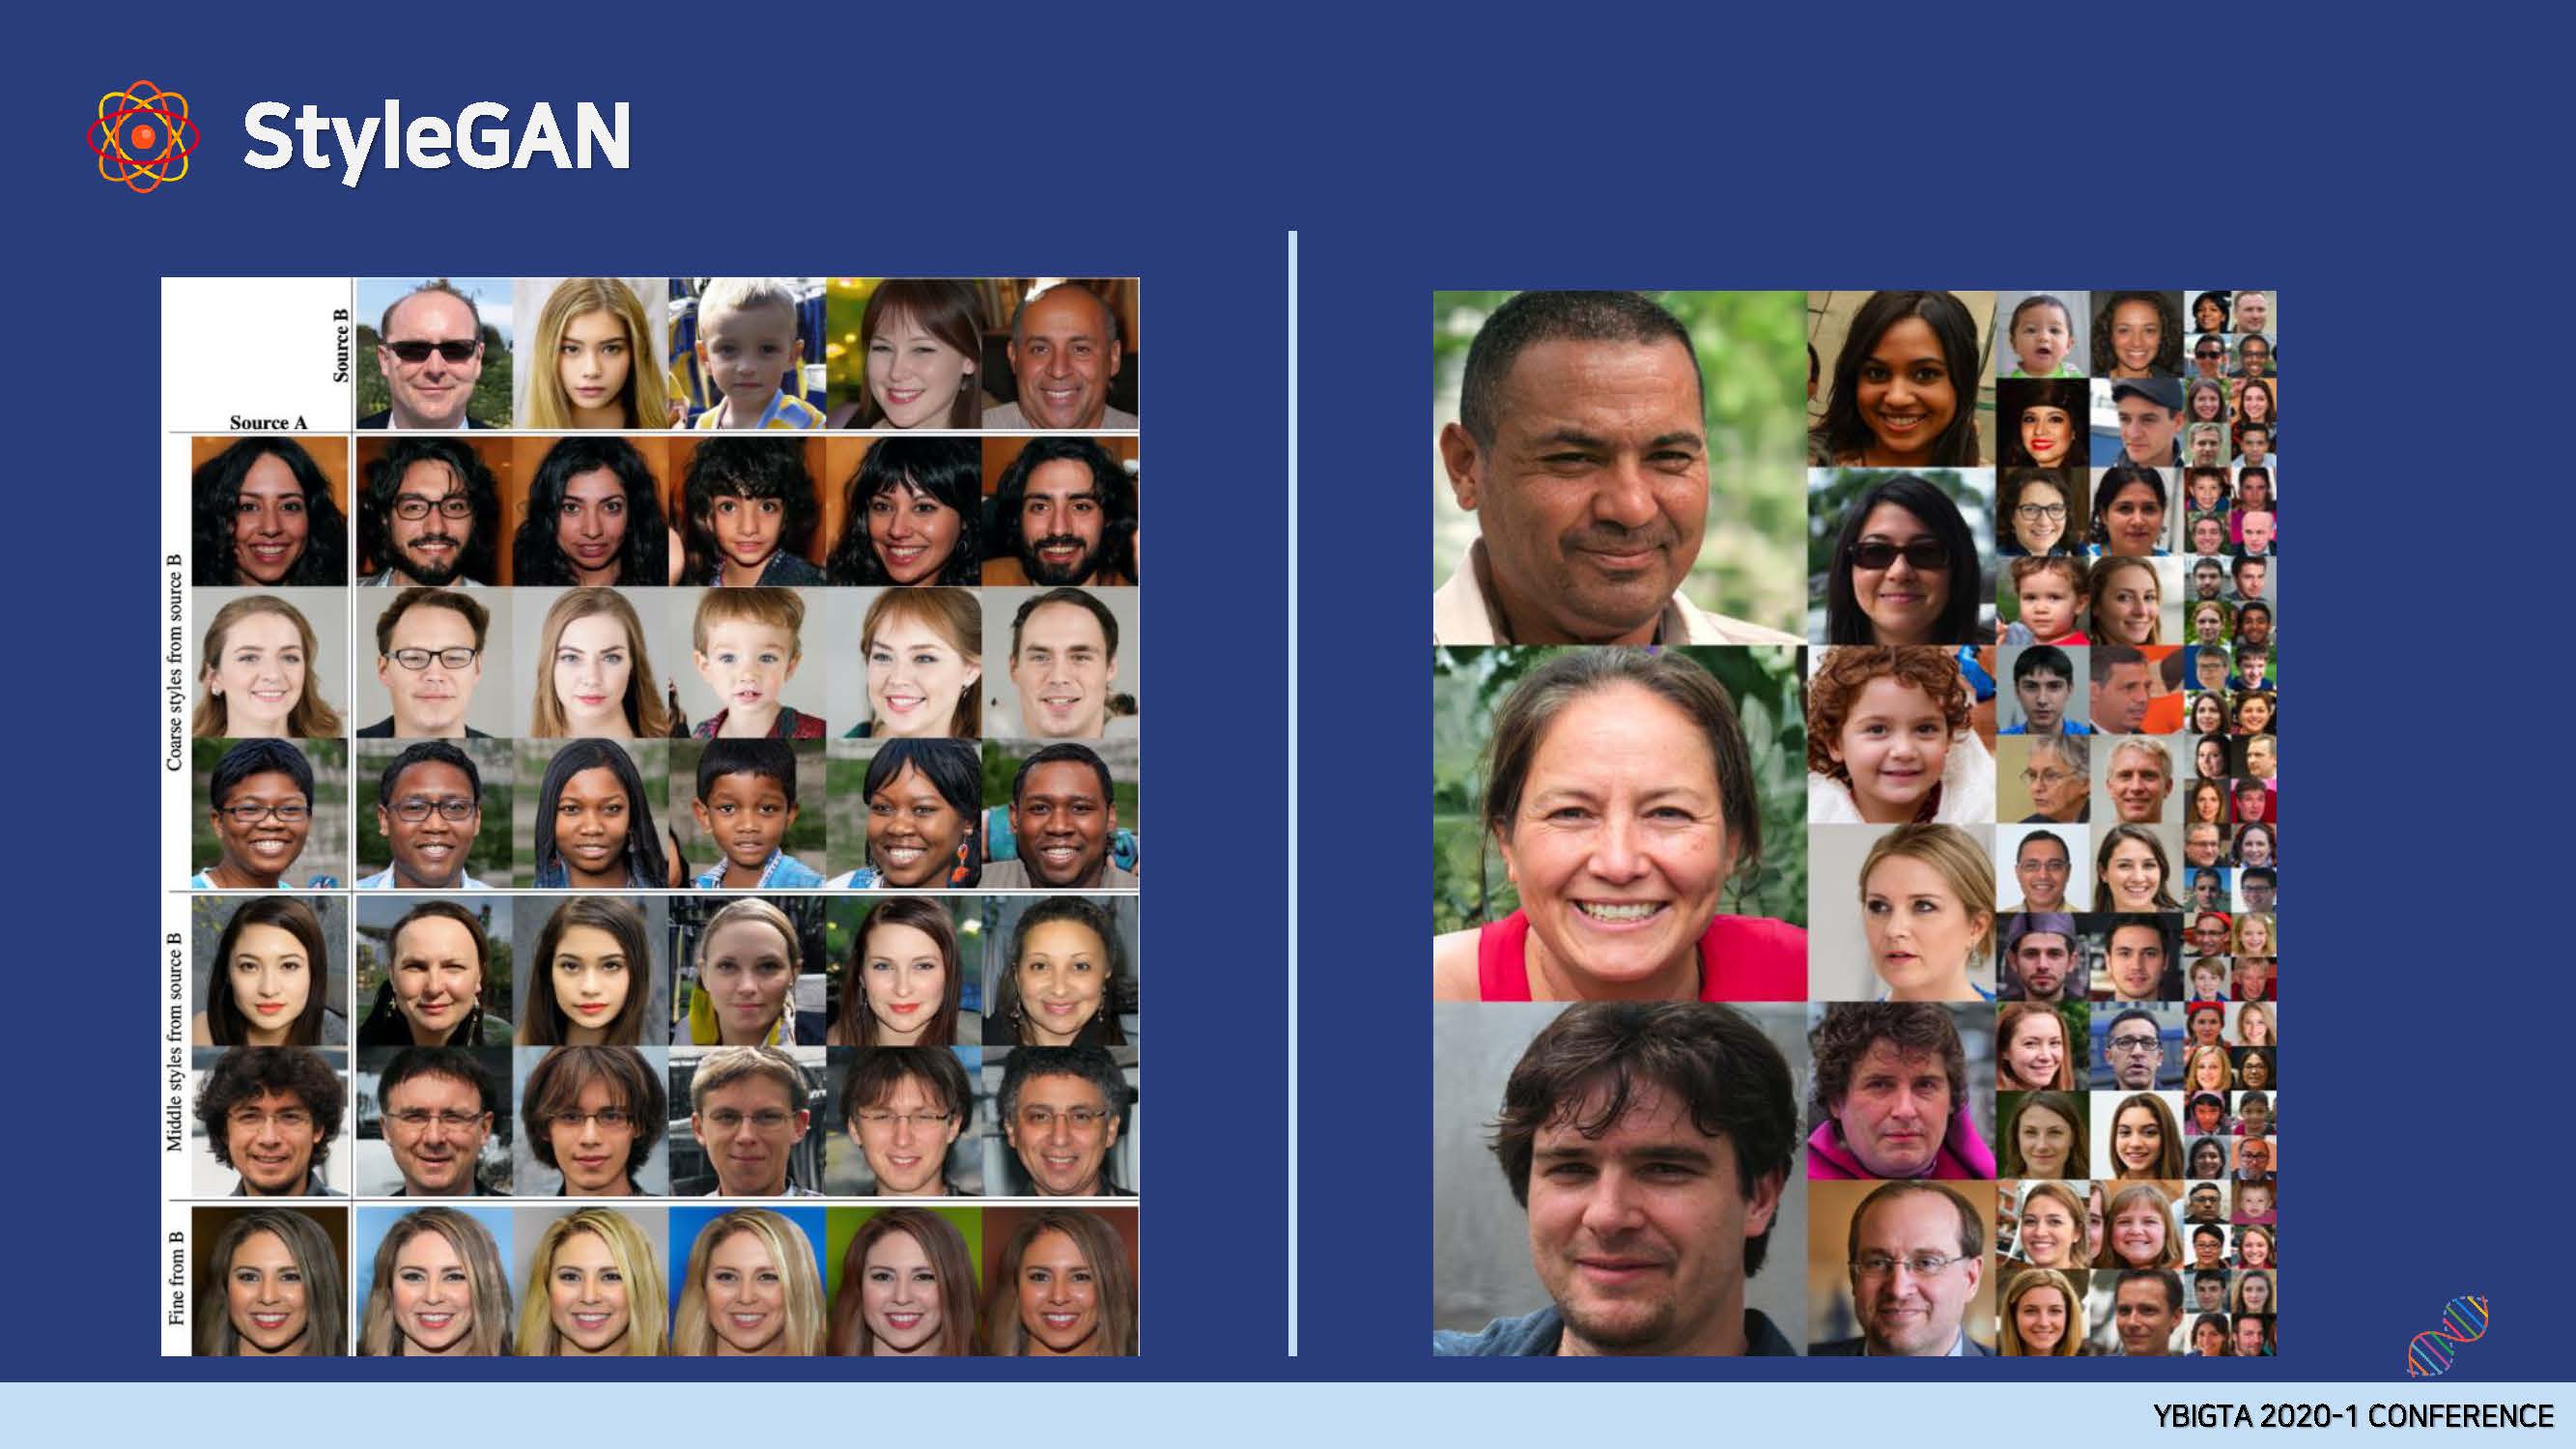 StyleGAN
Source B
Source A
Coarse styles from source B
Middle styles from source B
Fine from B
YBIGTA 2020-1 CONFERENCE